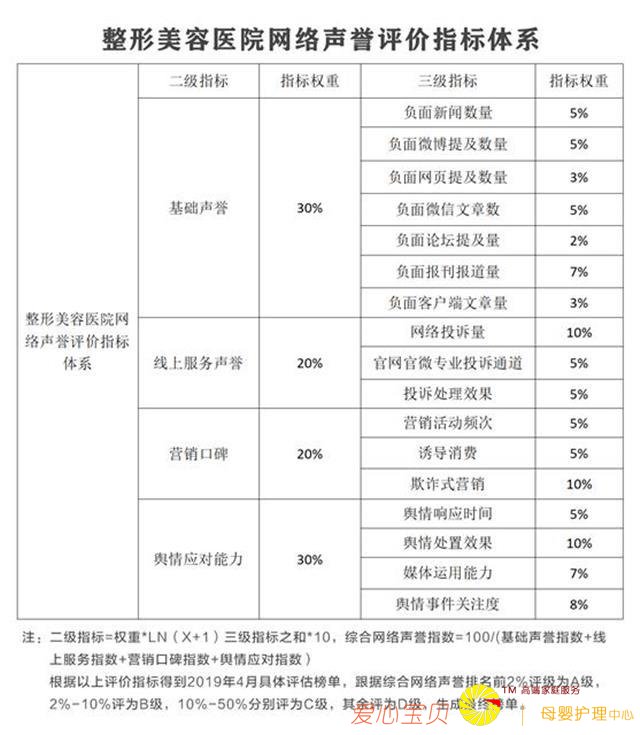 整形美容医院网络声誉评价指标体系
二级指标 指标权重 三级指标 指标权重
整形美容医院网
络声誉评价指标
体系
基础声誉 30%
负面新闻数量 5%
负面微博提及数量 5%
负面网页提及数量 3%
负面微信文章数 5%
负面论坛提及量 2%
负面报刊报道量 7%
负面客户端文章量 3%
线上服务声誉 20%
网络投诉量 10%
官网官微专业投诉通道 5%
投诉处理效果 5%
营销口碑 20%
营销活动频次 5%
诱导消费 5%
欺诈式营销 10%
舆情应对能力 30%
舆情响应时间 5%
舆情处置效果 10%
媒体运用能力 7%
舆情事件关注度 8%
注：二级指标=权重*LN（X+1）三级指标之和*10，综合网络声誉指数=100/(基础声誉指数+线
上服务指数+营销口碑指数+舆情应对指数）
根据以上评价指标得到2019年4月具体评估榜单，跟据综合网络声誉排名前2%评级为A级，
2%-10%评为B级，10%-50%分别评为C级，其余评为D级，生成最终榜单。
爱心宝贝
TM 高端家庭服务
母婴护理中心